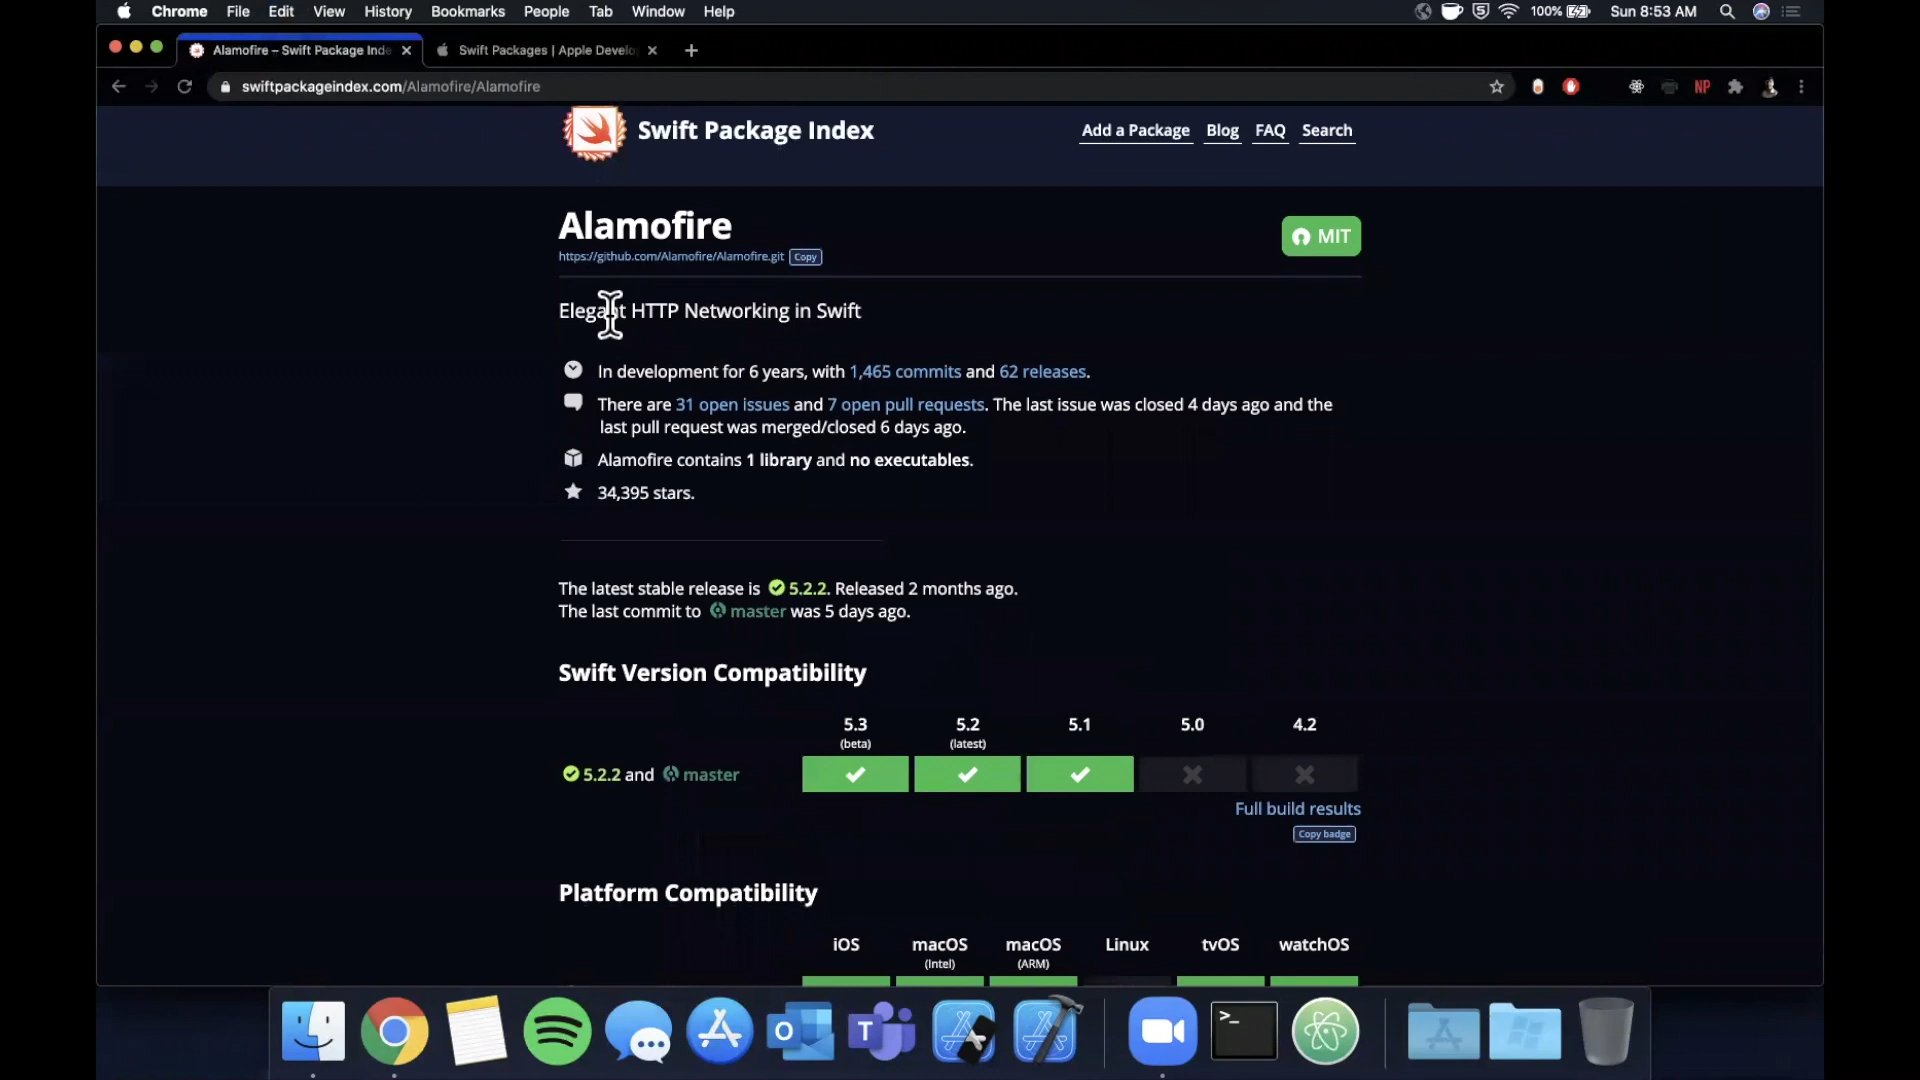 Chrome File Edit View History Bookmarks People Tab Window Help 100% Sun 8:53 AM
Alamofire – Swift Package Inde Swift Packages | Apple Develo
swiftpackageindex.com/Alamofire/Alamofire NP
Swift Package Index Add a Package Blog FAQ Search
Alamofire MIT
https://github.com/Alamofire/Alamofire.git Copy
Elegant HTTP Networking in Swift
In development for 6 years, with 1,465 commits and 62 releases.
There are 31 open issues and 7 open pull requests. The last issue was closed 4 days ago and the
last pull request was merged/closed 6 days ago.
Alamofire contains 1 library and no executables.
34,395 stars.
The latest stable release is 5.2.2. Released 2 months ago.
The last commit to master was 5 days ago.
Swift Version Compatibility
5.3 5.2 5.1 5.0 4.2
(beta) (latest)
5.2.2 and master
Full build results
Copy badge
Platform Compatibility
iOS macOS macOS Linux tvOS watchOS
(Intel) (ARM)